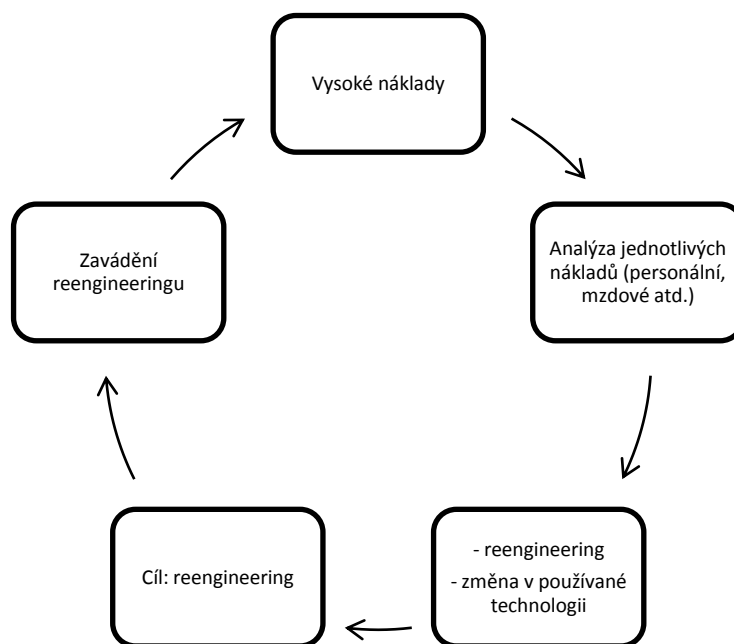 Vysoké náklady
Analýza jednotlivých
nákladů (personální,
mzdové atd.)
- reengineering
- změna v používané
technologii
Cíl: reengineering
Zavádění
reengineeringu